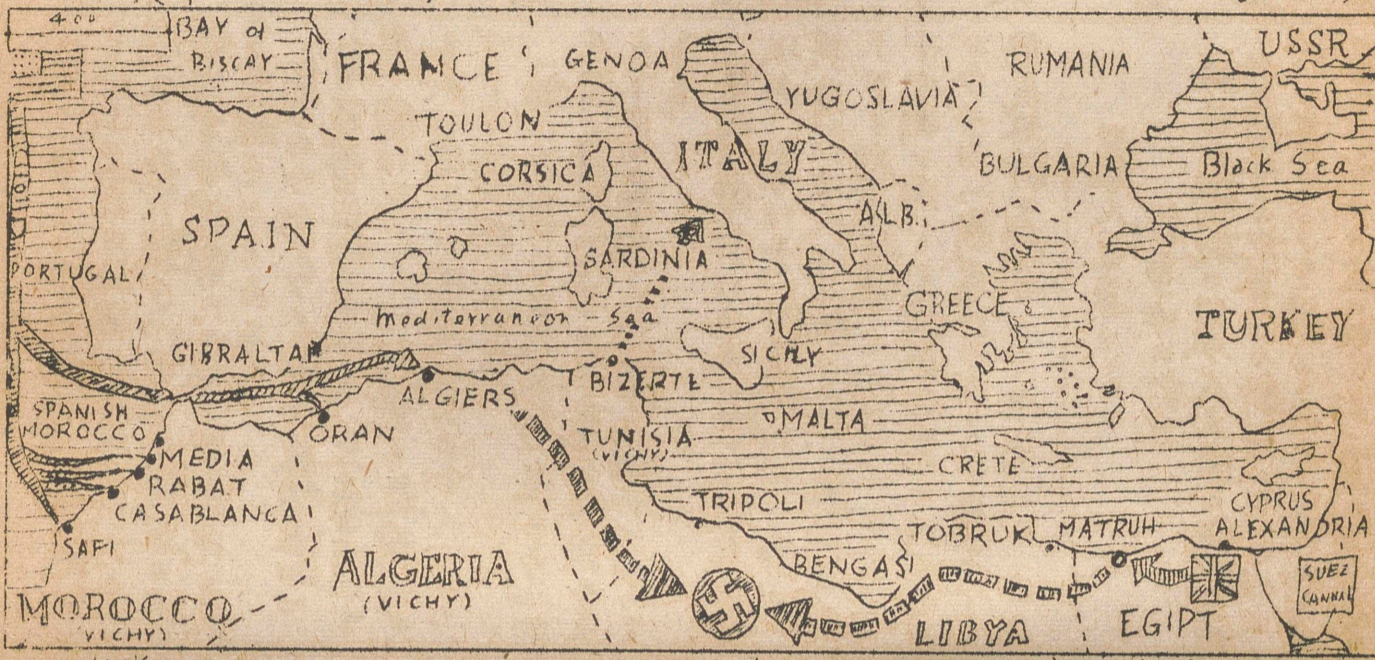 400
BAY of
BISCAY
FRANCE
GENOA
RUMANIA
USSR
YUGOSLAVIA
TOULON
CORSICA
ITALY
BULGARIA
Black Sea
SPAIN
ALB.
PORTUGAL
SARDINIA
GREECE
Mediterranean Sea
TURKEY
GIBRALTAR
SICILY
BIZERTE
ALGIERS
SPANISH
MOROCCO
ORAN
TUNISIA
(VICHY)
MALTA
MEDIA
RABAT
CASABLANCA
CRETE
TRIPOLI
CYPRUS
SAFI
TOBRUK
MATRUH
ALEXANDRIA
ALGERIA
(VICHY)
BENGASI
SUEZ
CANNAL
MOROCCO
VICHY)
LIBYA
EGIPT